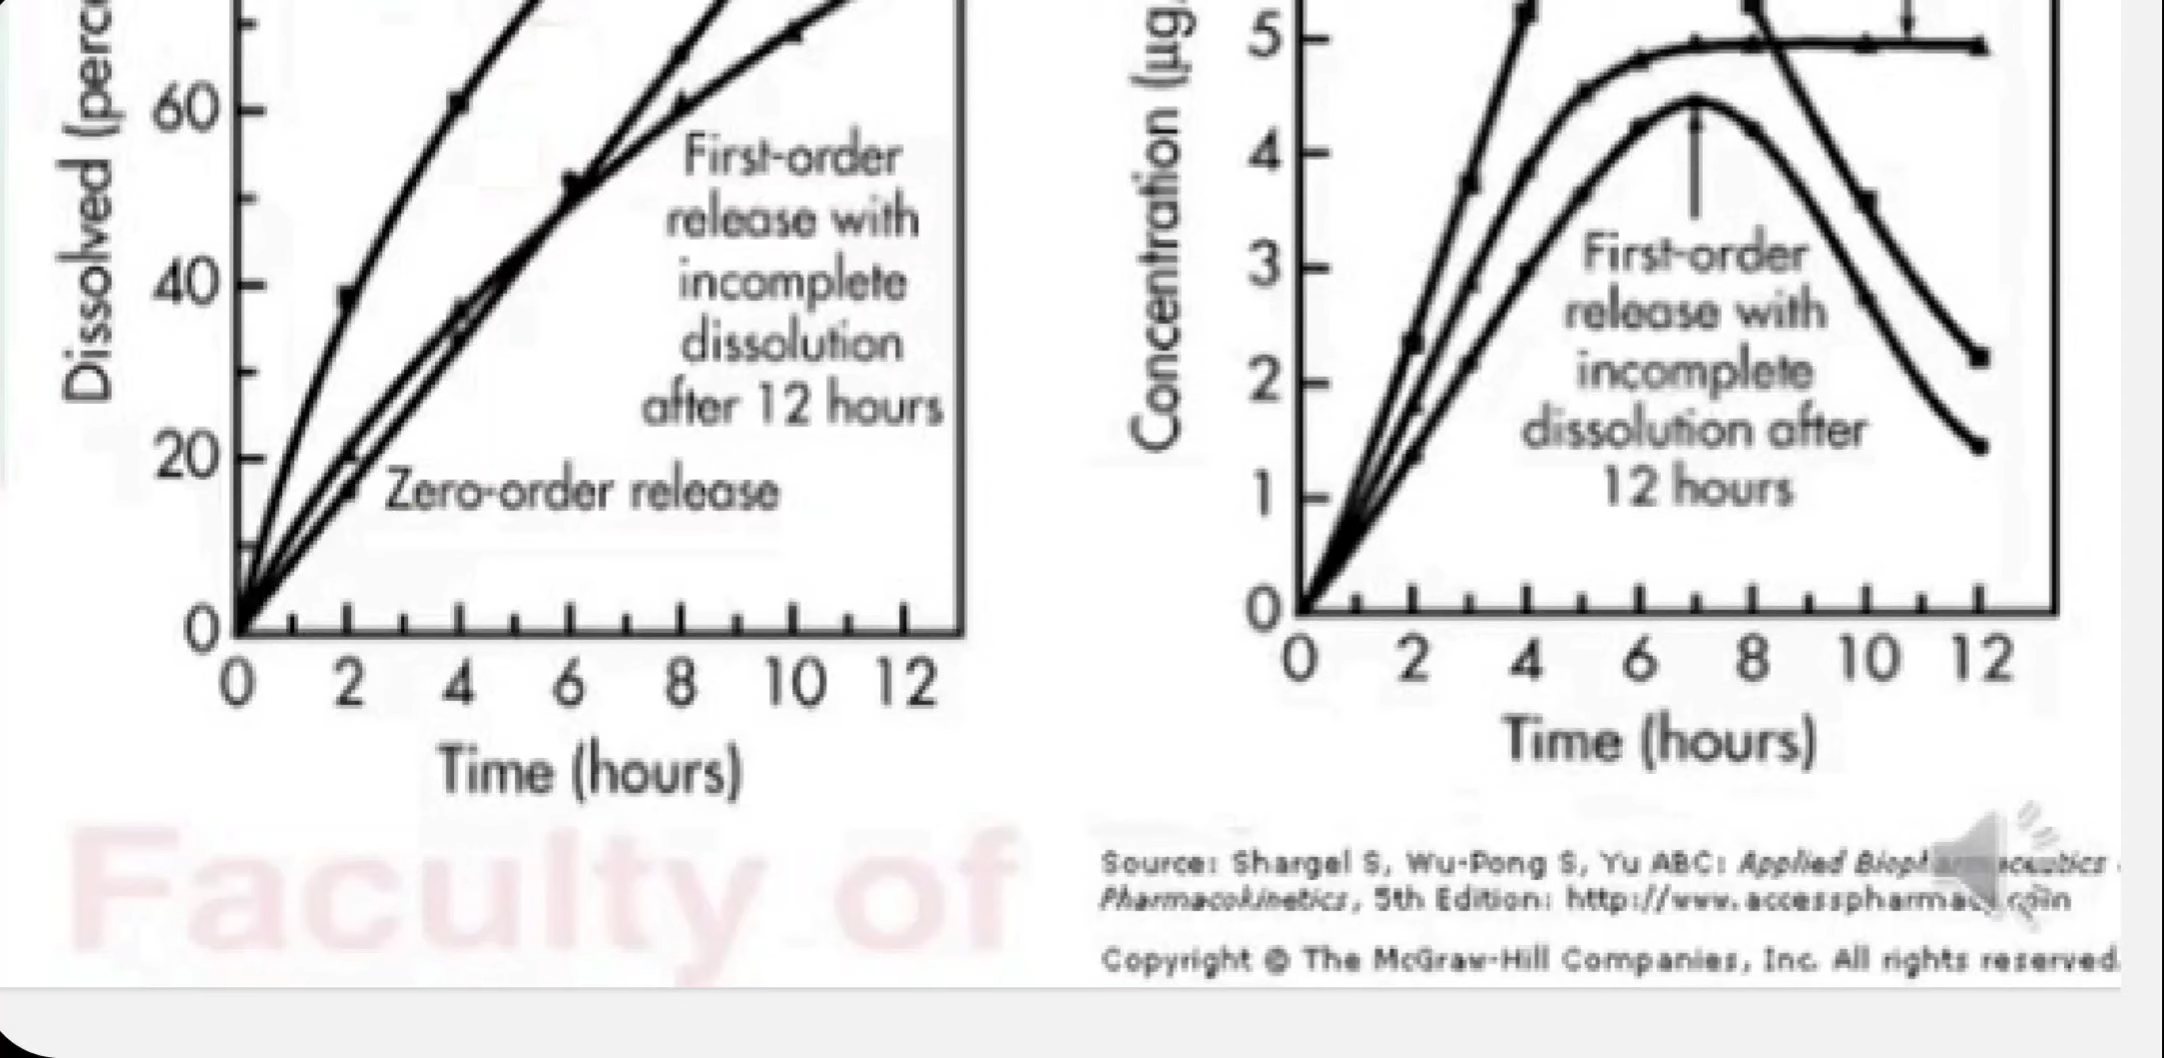 Dissolved (perc
60
40
20
0
0 2 4 6 8 10 12
Time (hours)
First-order
release with
incomplete
dissolution
after 12 hours
Zero-order release
Concentration (µg
5
4
3
2
1
0
0 2 4 6 8 10 12
Time (hours)
First-order
release with
incomplete
dissolution after
12 hours
Faculty of
Source: Shargel S, Wu-Pong S, Yu ABC: Applied
Pharmacokinetics, 5th Edition:
Copyright © The McGraw-Hill Companies, Inc. All rights reserved.